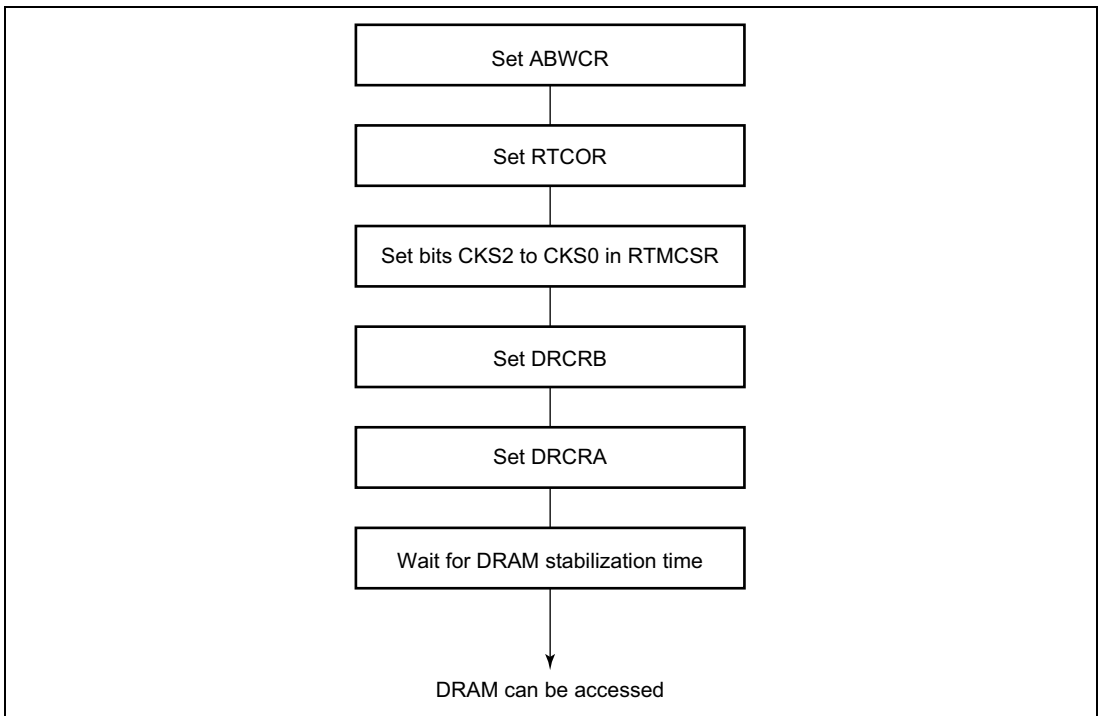 Set ABWCR
Set RTCOR
Set bits CKS2 to CKS0 in RTMCSR
Set DRCRB
Set DRCRA
Wait for DRAM stabilization time
DRAM can be accessed